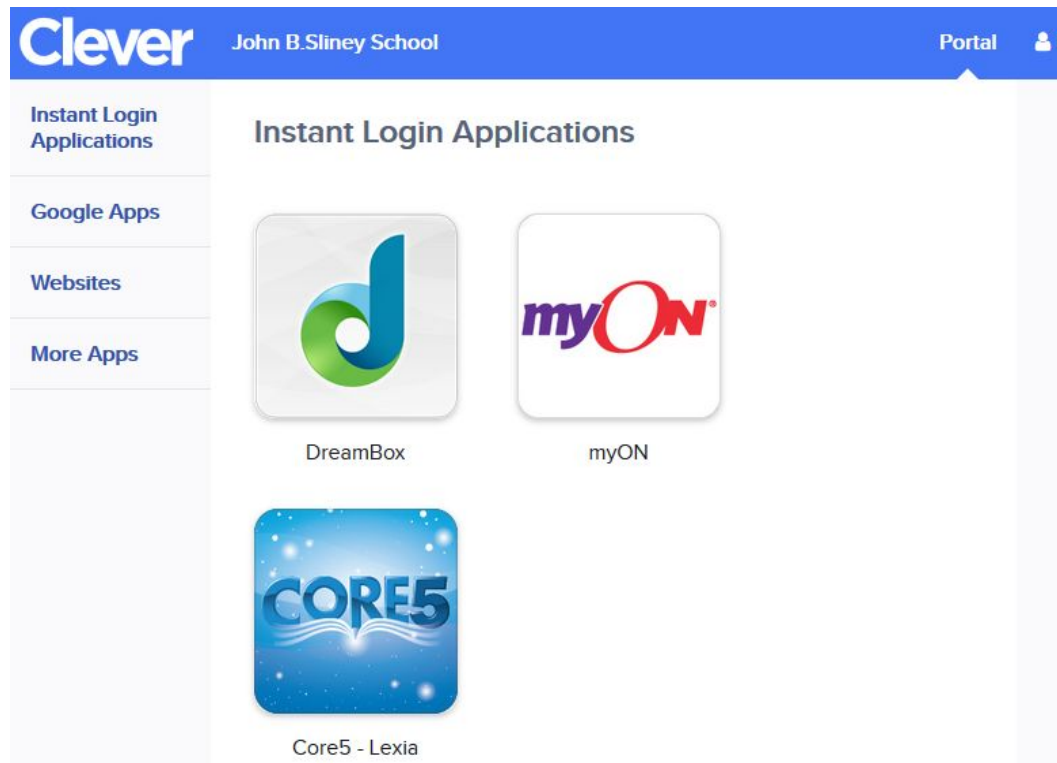 Clever
John B.Sliney School
Portal
Instant Login
Applications
Google Apps
Websites
More Apps
Instant Login Applications
myON®
DreamBox
myON
CORE5
Core5 - Lexia